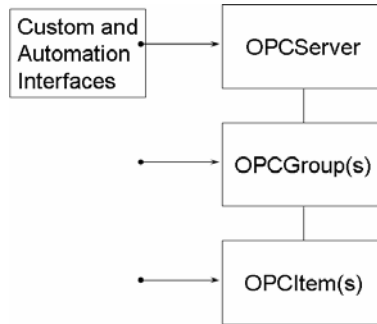 Custom and
Automation
Interfaces
OPCServer
OPCGroup(s)
OPCItem(s)